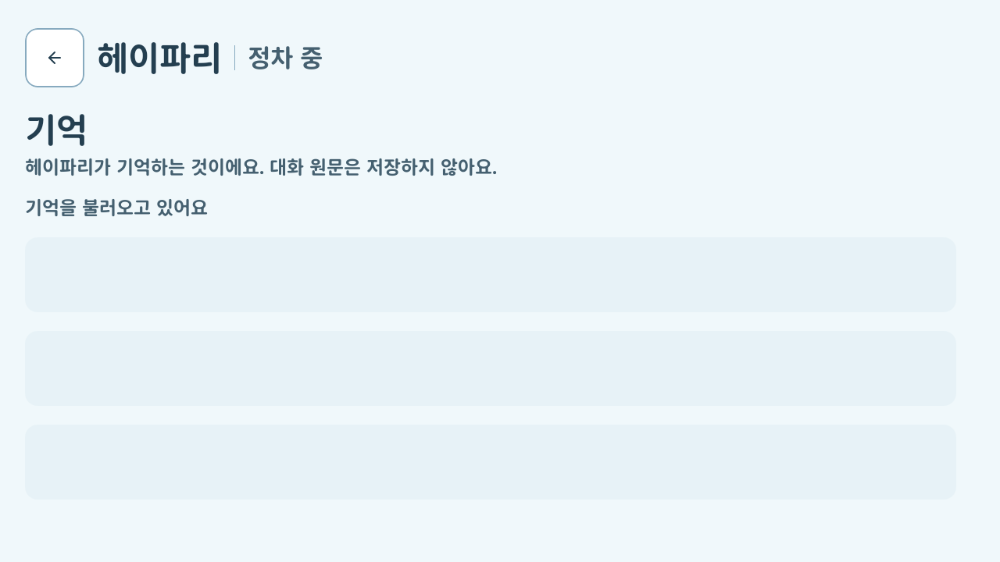 헤이파리 정차 중
기억
헤이파리가 기억하는 것이에요. 대화 원문은 저장하지 않아요.
기억을 불러오고 있어요